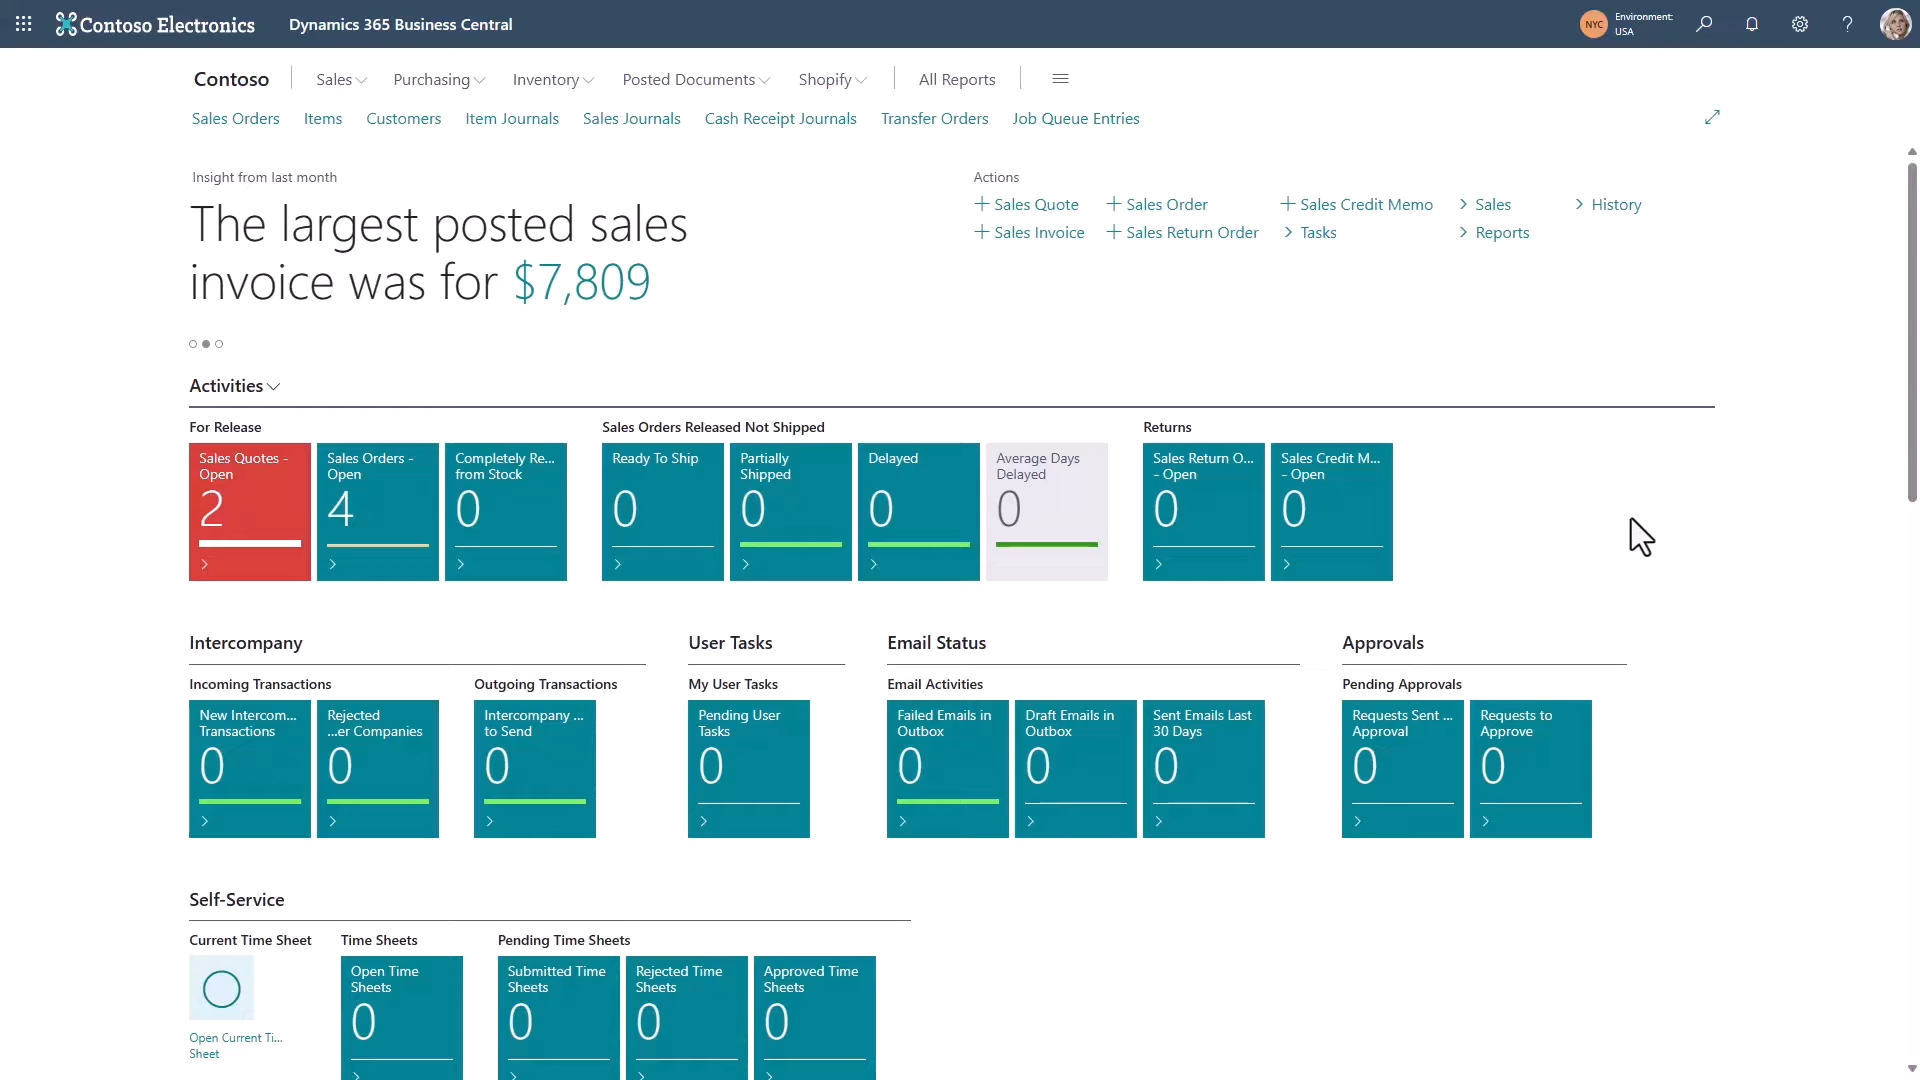 Contoso Electronics
Dynamics 365 Business Central
NYC
Environment:
USA
?
Contoso
Sales
Purchasing
Inventory
Posted Documents
Shopify
All Reports
Sales Orders
Items
Customers
Item Journals
Sales Journals
Cash Receipt Journals
Transfer Orders
Job Queue Entries
Insight from last month
The largest posted sales
invoice was for $7,809
Actions
+ Sales Quote
+ Sales Order
+ Sales Credit Memo
> Sales
> History
+ Sales Invoice
+ Sales Return Order
> Tasks
> Reports
Activities
For Release
Sales Quotes -
Open
2
Sales Orders -
Open
4
Completely Re...
from Stock
0
Sales Orders Released Not Shipped
Ready To Ship
0
Partially
Shipped
0
Delayed
0
Average Days
Delayed
0
Returns
Sales Return O...
- Open
0
Sales Credit M...
- Open
0
Intercompany
Incoming Transactions
New Intercom...
Transactions
0
Rejected
...er Companies
0
Outgoing Transactions
Intercompany ...
to Send
0
User Tasks
My User Tasks
Pending User
Tasks
0
Email Status
Email Activities
Failed Emails in
Outbox
0
Draft Emails in
Outbox
0
Sent Emails Last
30 Days
0
Approvals
Pending Approvals
Requests Sent ...
Approval
0
Requests to
Approve
0
Self-Service
Current Time Sheet
Open Current Ti...
Sheet
Time Sheets
Open Time
Sheets
0
Pending Time Sheets
Submitted Time
Sheets
0
Rejected Time
Sheets
0
Approved Time
Sheets
0